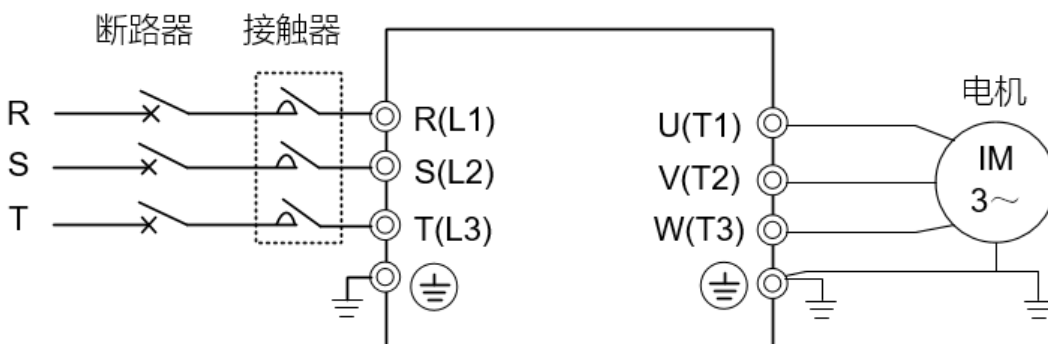 断路器 接触器
电机
R
R(L1)
U(T1)
S
S(L2)
V(T2)
IM
3～
T
T(L3)
W(T3)